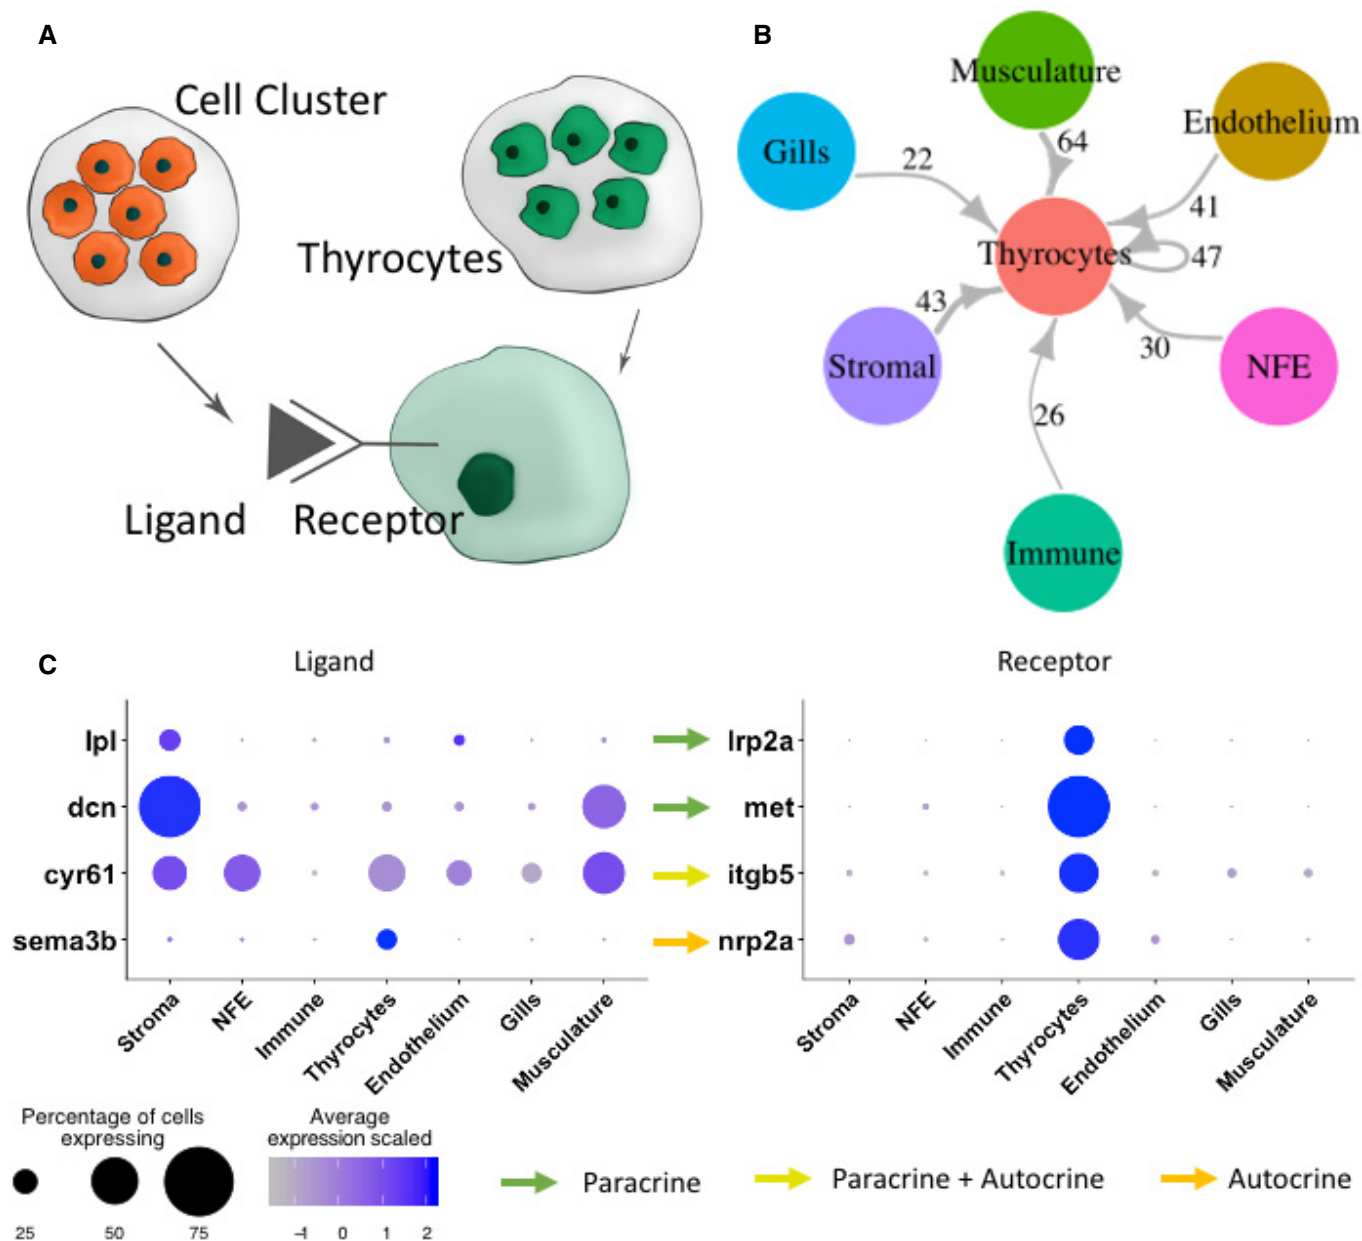 A
B
Cell Cluster
Thyrocytes
Ligand
Receptor
Musculature
Gills
Endothelium
22
64
41
Thyrocytes
47
43
30
Stromal
NFE
26
Immune
C
Ligand
Receptor
lpl
dcn
cyr61
sema3b
lrp2a
met
itgb5
nrp2a
Stroma
NFE
Immune
Thyrocytes
Endothelium
Gills
Musculature
Stroma
NFE
Immune
Thyrocytes
Endothelium
Gills
Musculature
Percentage of cells
expressing
25 50 75
Average
expression scaled
-1 0 1 2
Paracrine
Paracrine + Autocrine
Autocrine